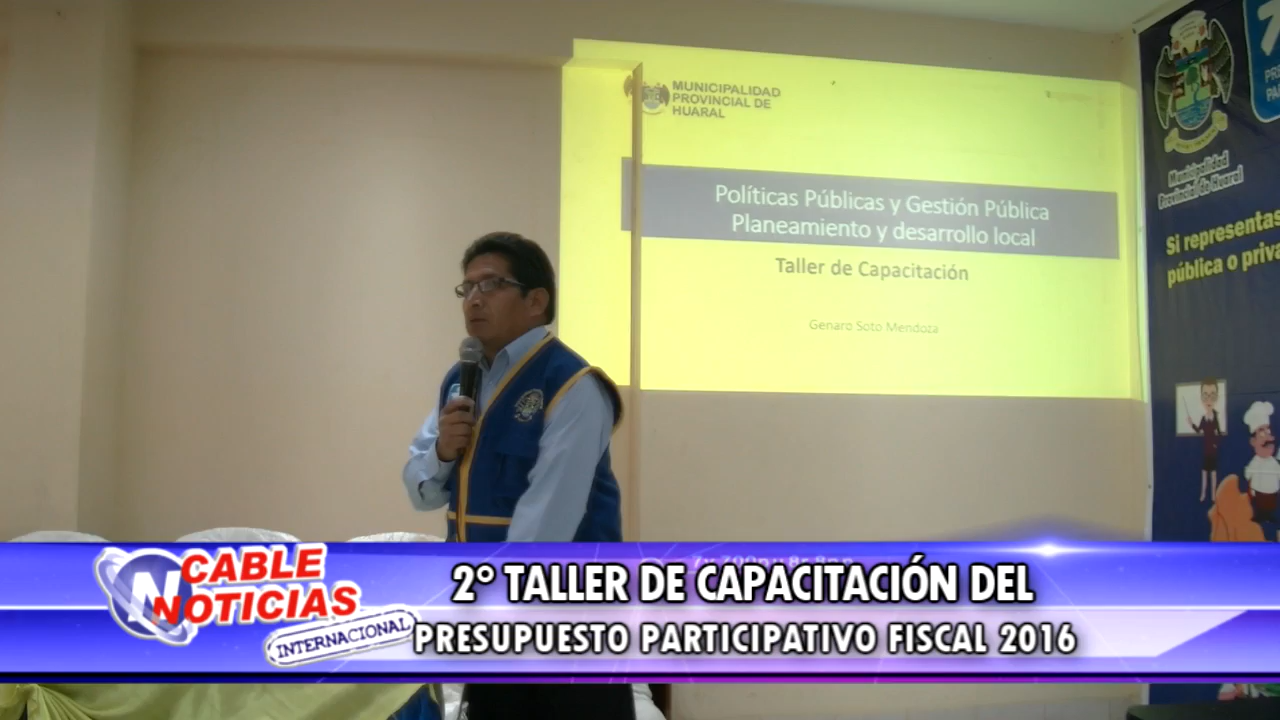 MUNICIPALIDAD
PROVINCIAL DE
HUARAL
Políticas Públicas y Gestión Pública
Planeamiento y desarrollo local
Taller de Capacitación
Genaro Soto Mendoza
Municipalidad
Provincial de Huaral
Si representas
pública o priva
CABLE
NOTICIAS
INTERNACIONAL
2° TALLER DE CAPACITACIÓN DEL
PRESUPUESTO PARTICIPATIVO FISCAL 2016